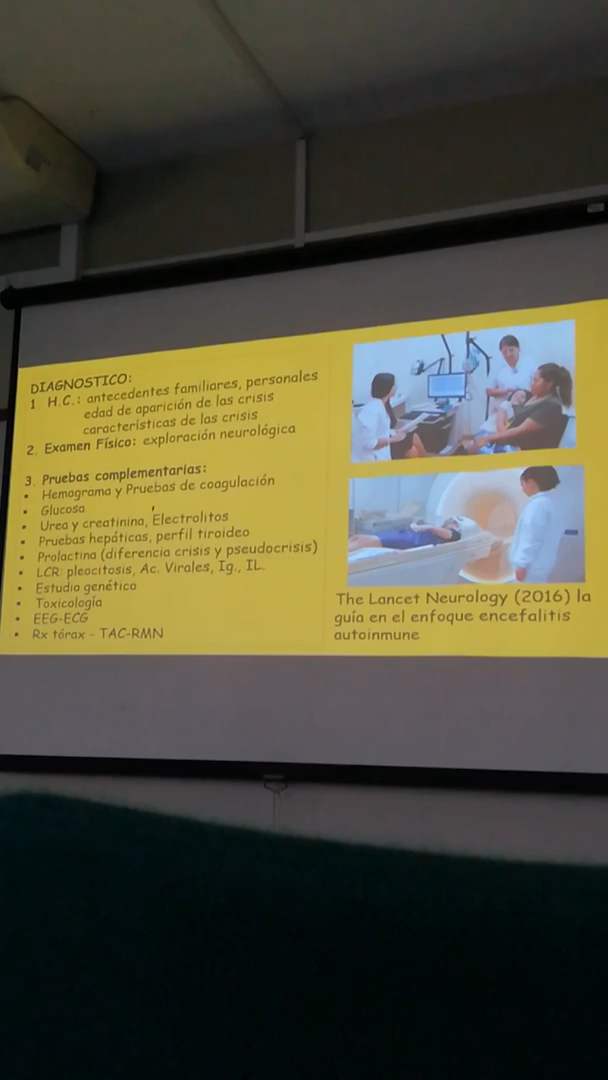 DIAGNOSTICO:
1. H.C.: antecedentes familiares, personales
edad de aparición de las crisis
características de las crisis
2. Examen Físico: exploración neurológica
3. Pruebas complementarias:
• Hemagrama y Pruebas de coagulación
• Glucosa
• Urea y creatinina, Electrolitos
• Pruebas hepáticas, perfil tiroideo
• Prolactina (diferencia crisis y pseudocrisis)
• LCR: pleocitosis, Ac. Virales, Ig., IL.
• Estudio genético
• Toxicología
• EEG-ECG
• Rx tórax - TAC-RMN
The Lancet Neurology (2016) la
guía en el enfoque encefalitis
autoinmune